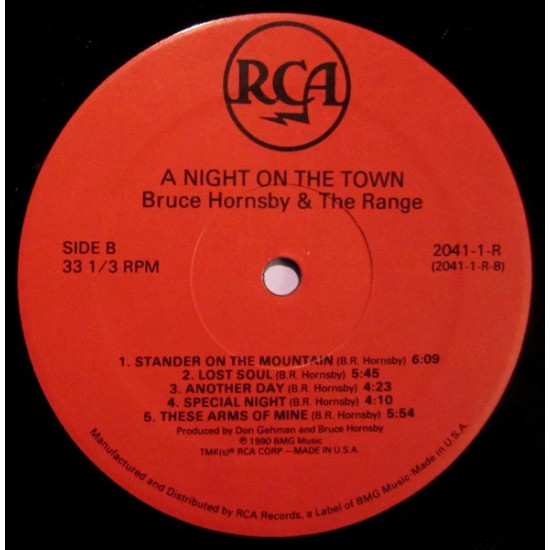 RCA
A NIGHT ON THE TOWN
Bruce Hornsby & The Range
SIDE B
33 1/3 RPM
2041-1-R
(2041-1-R-B)
1. STANDER ON THE MOUNTAIN (B.R. Hornsby) 6:09
2. LOST SOUL (B.R. Hornsby) 5:45
3. ANOTHER DAY (B.R. Hornsby) 4:23
4. SPECIAL NIGHT (B.R. Hornsby) 4:10
5. THESE ARMS OF MINE (B.R. Hornsby) 5:54
Produced by Don Gehman and Bruce Hornsby
℗ 1990 BMG Music
TMK(s)® RCA CORP —MADE IN U.S.A.
Manufactured and Distributed by RCA Records, a Label of BMG Music-Made in U.S.A.